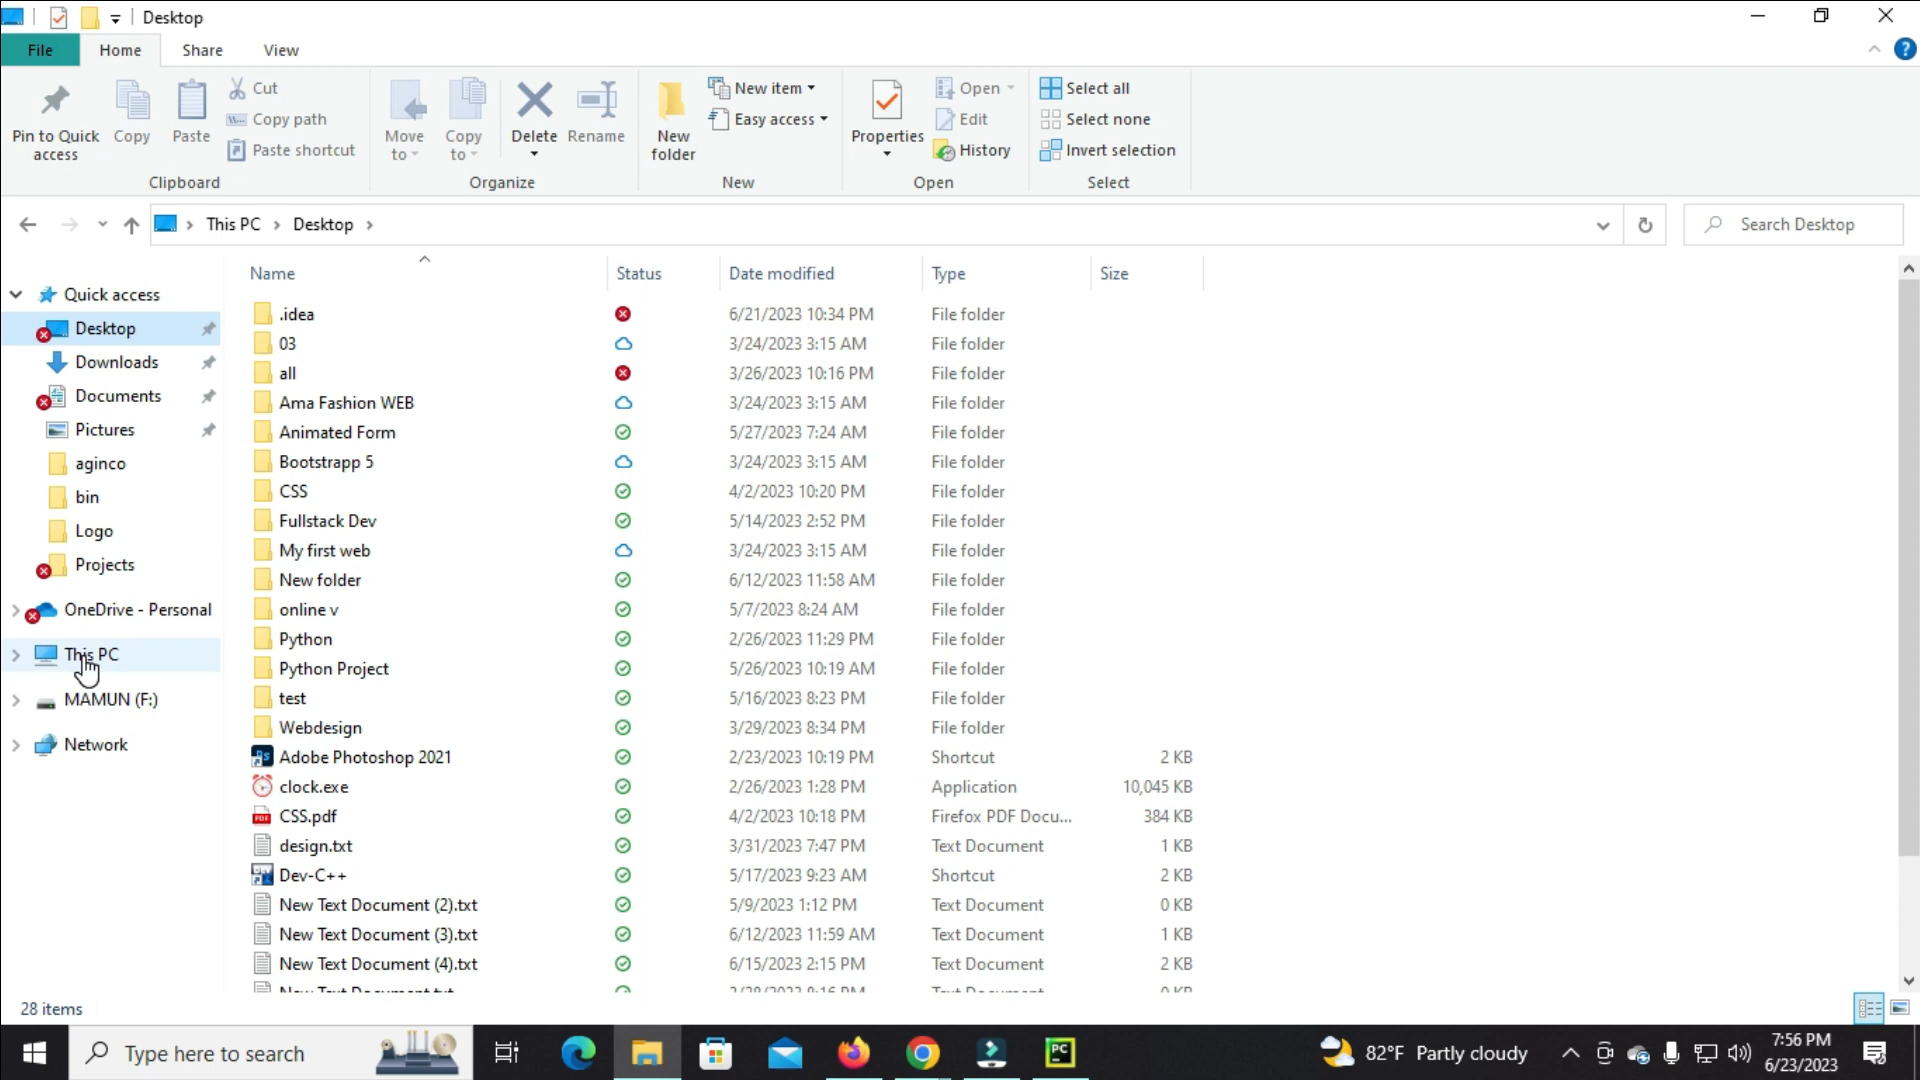 Desktop
File Home Share View
Pin to Quick access
Copy
Paste
Cut
Copy path
Paste shortcut
Clipboard
Move to
Copy to
Delete
Rename
Organize
New folder
New item
Easy access
New
Properties
Open
Edit
History
Open
Select all
Select none
Invert selection
Select
This PC > Desktop >
Search Desktop
Quick access
Desktop
Downloads
Documents
Pictures
aginco
bin
Logo
Projects
OneDrive - Personal
This PC
MAMUN (F:)
Network
Name Status Date modified Type Size
.idea 6/21/2023 10:34 PM File folder
03 3/24/2023 3:15 AM File folder
all 3/26/2023 10:16 PM File folder
Ama Fashion WEB 3/24/2023 3:15 AM File folder
Animated Form 5/27/2023 7:24 AM File folder
Bootstrapp 5 3/24/2023 3:15 AM File folder
CSS 4/2/2023 10:20 PM File folder
Fullstack Dev 5/14/2023 2:52 PM File folder
My first web 3/24/2023 3:15 AM File folder
New folder 6/12/2023 11:58 AM File folder
online v 5/7/2023 8:24 AM File folder
Python 2/26/2023 11:29 PM File folder
Python Project 5/26/2023 10:19 AM File folder
test 5/16/2023 8:23 PM File folder
Webdesign 3/29/2023 8:34 PM File folder
Adobe Photoshop 2021 2/23/2023 10:19 PM Shortcut 2 KB
clock.exe 2/26/2023 1:28 PM Application 10,045 KB
CSS.pdf 4/2/2023 10:18 PM Firefox PDF Docu... 384 KB
design.txt 3/31/2023 7:47 PM Text Document 1 KB
Dev-C++ 5/17/2023 9:23 AM Shortcut 2 KB
New Text Document (2).txt 5/9/2023 1:12 PM Text Document 0 KB
New Text Document (3).txt 6/12/2023 11:59 AM Text Document 1 KB
New Text Document (4).txt 6/15/2023 2:15 PM Text Document 2 KB
28 items
Type here to search
82°F Partly cloudy
7:56 PM
6/23/2023